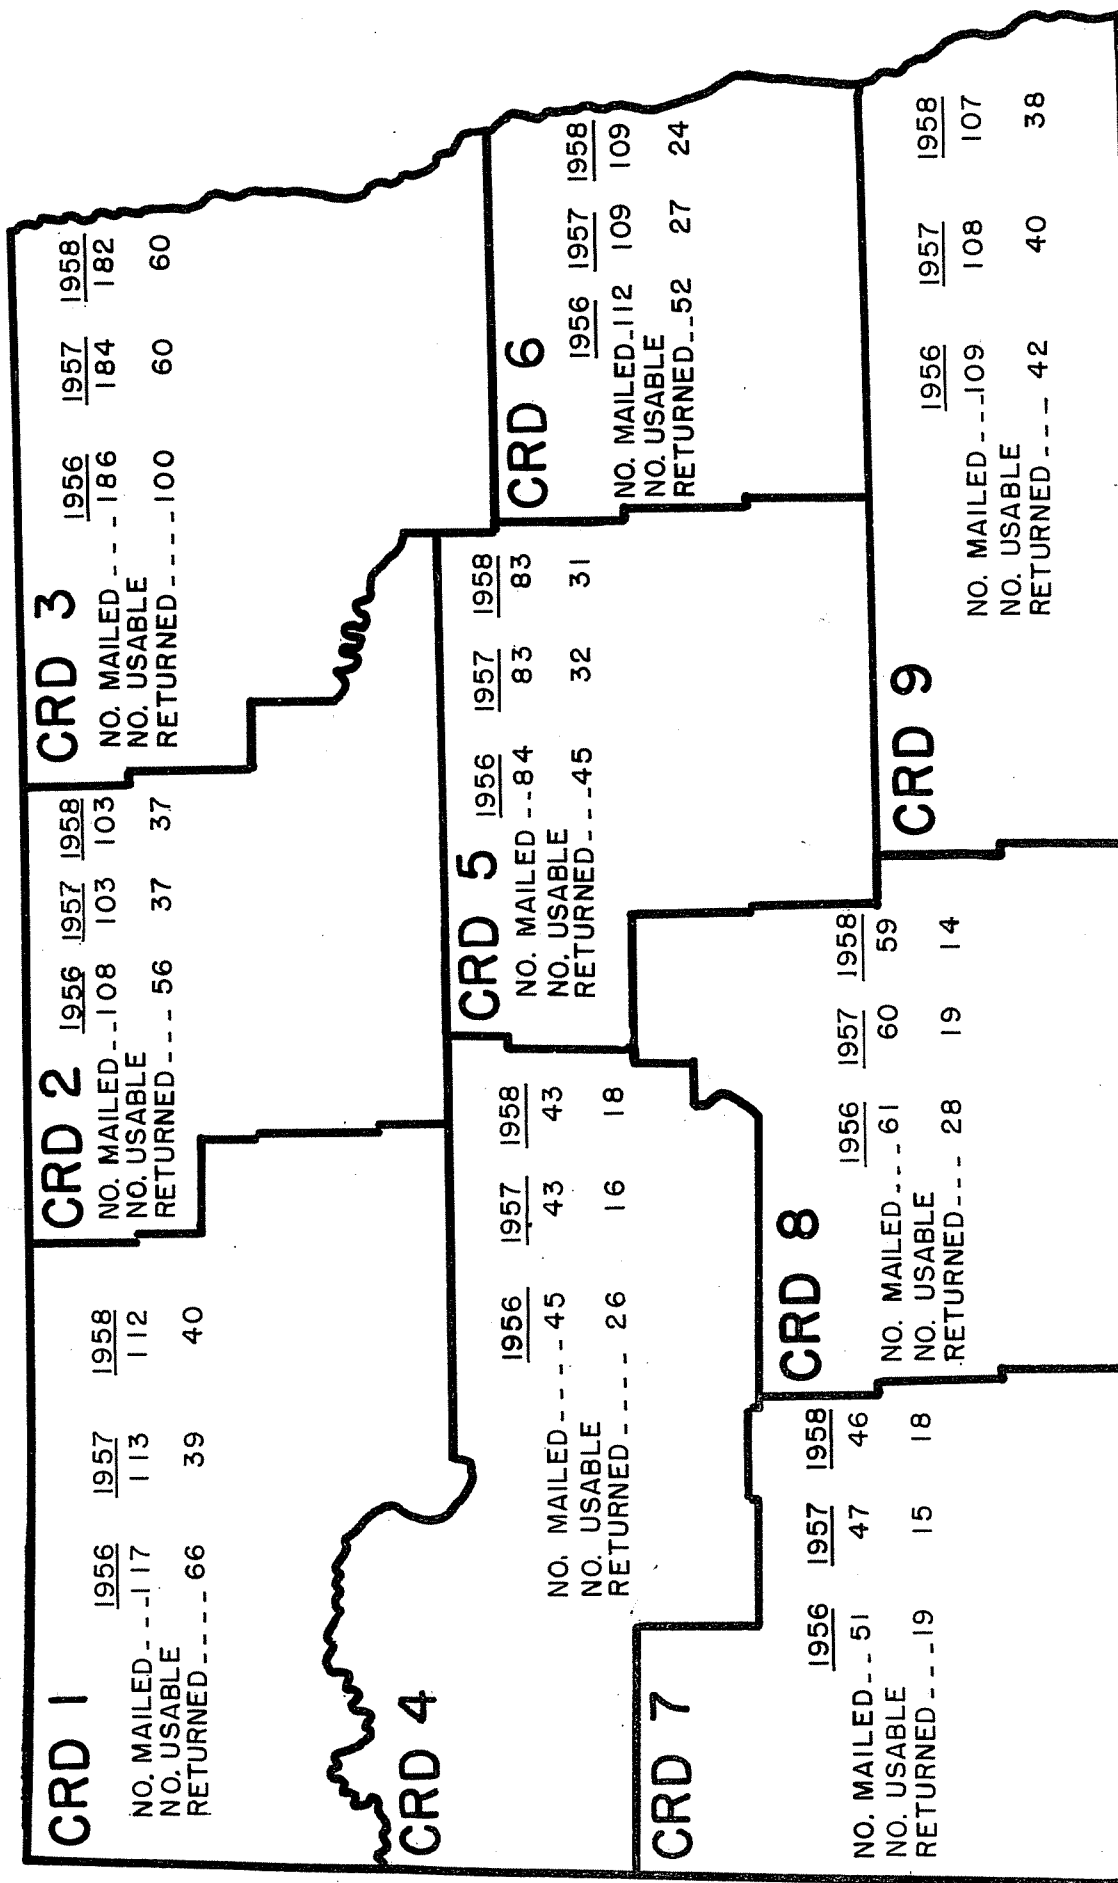 CRD 1
1956 1957 1958
NO. MAILED---117 113 112
NO. USABLE
RETURNED----66 39 40
CRD 2
1956 1957 1958
NO. MAILED--108 103 103
NO. USABLE
RETURNED---56 37 37
CRD 3
1956 1957 1958
NO. MAILED---186 184 182
NO. USABLE
RETURNED----100 60 60
CRD 4
1956 1957 1958
NO. MAILED----45 43 43
NO. USABLE
RETURNED----26 16 18
CRD 5
1956 1957 1958
NO. MAILED--84 83 83
NO. USABLE
RETURNED---45 32 31
CRD 6
1956 1957 1958
NO. MAILED-112 109 109
NO. USABLE
RETURNED--52 27 24
CRD 7
1956 1957 1958
NO. MAILED--51 47 46
NO. USABLE
RETURNED---19 15 18
CRD 8
1956 1957 1958
NO. MAILED---61 60 59
NO. USABLE
RETURNED---28 19 14
CRD 9
1956 1957 1958
NO. MAILED---109 108 107
NO. USABLE
RETURNED---42 40 38